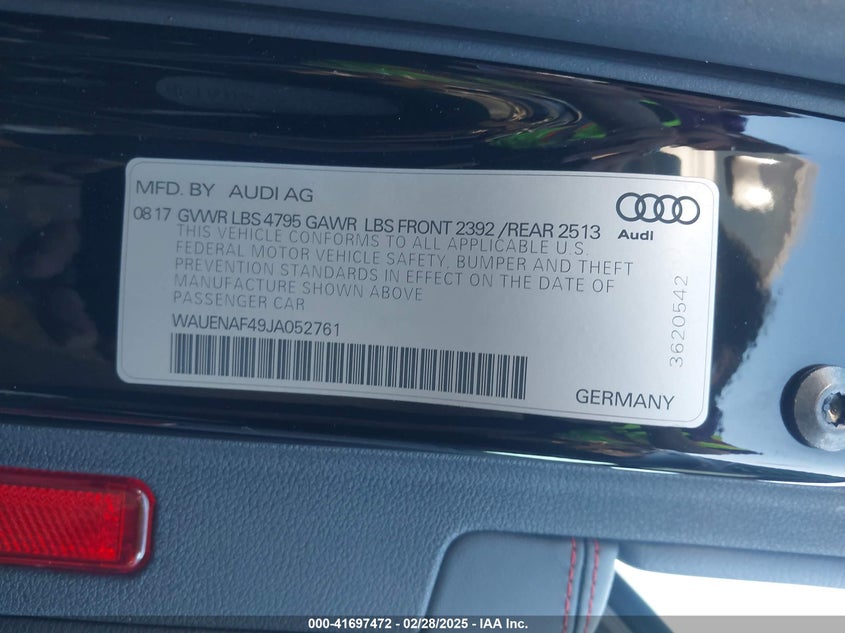 MFD. BY AUDI AG
0817 GVWR LBS 4795 GAWR LBS FRONT 2392 /REAR 2513
THIS VEHICLE CONFORMS TO ALL APPLICABLE U.S.
FEDERAL MOTOR VEHICLE SAFETY, BUMPER AND THEFT
PREVENTION STANDARDS IN EFFECT ON THE DATE OF
MANUFACTURE SHOWN ABOVE
PASSENGER CAR
WAUENAF49JA052761
GERMANY
Audi
3620542
000-41697472 - 02/28/2025 - IAA Inc.